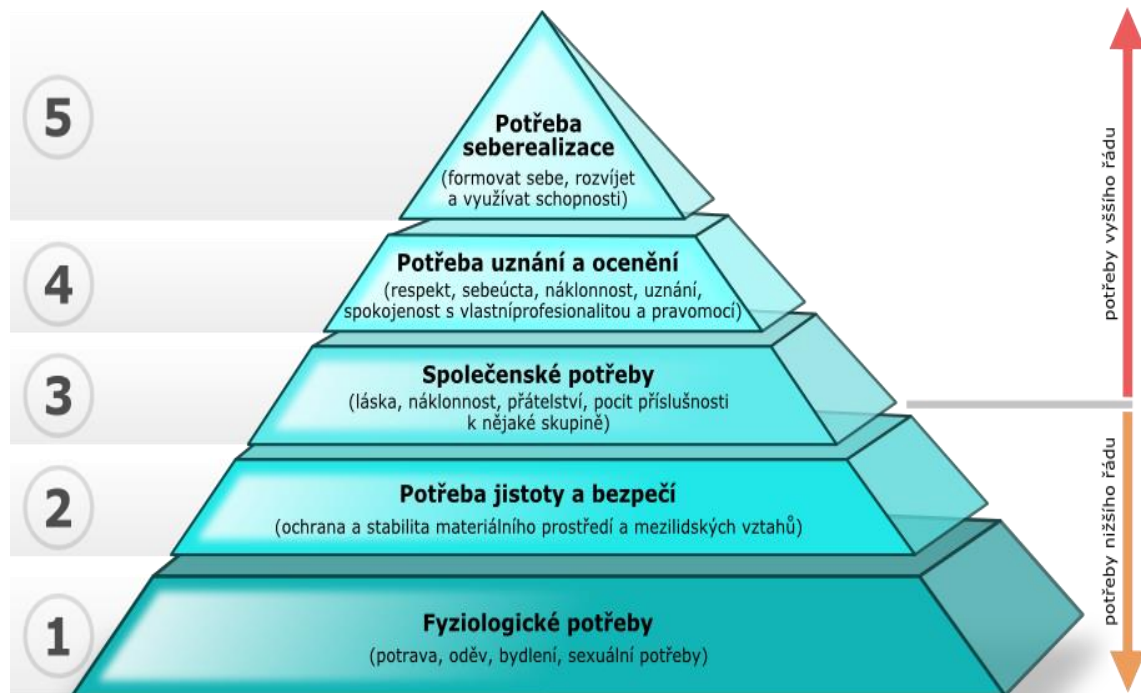 5
Potřeba
seberealizace
(formovat sebe, rozvíjet
a využívat schopnosti)
4
Potřeba uznání a ocenění
(respekt, sebeúcta, náklonnost, uznání,
spokojenost s vlastníprofesionalitou a pravomocí)
3
Společenské potřeby
(láska, náklonnost, přátelství, pocit příslušnosti
k nějaké skupině)
2
Potřeba jistoty a bezpečí
(ochrana a stabilita materiálního prostředí a mezilidských vztahů)
1
Fyziologické potřeby
(potrava, oděv, bydlení, sexuální potřeby)
potřeby vyššího řádu
potřeby nižšího řádu